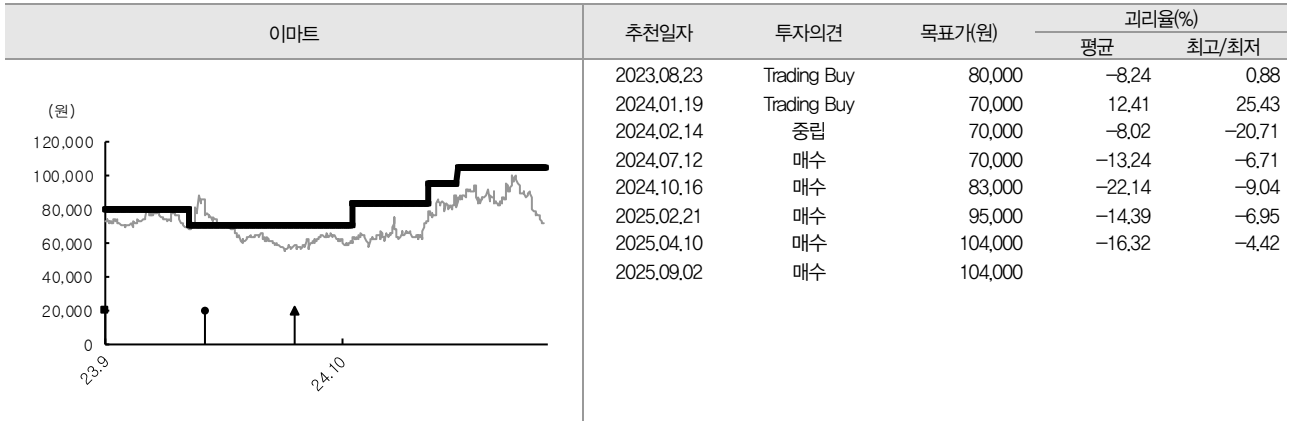 이마트 추천일자 투자의견 목표가(원) 괴리율(%)
평균 최고/최저
(원)
120,000
100,000
80,000
60,000
40,000
20,000
0
23.9
24.10
2023.08.23 Trading Buy 80,000 -8.24 0.88
2024.01.19 Trading Buy 70,000 12.41 25.43
2024.02.14 중립 70,000 -8.02 -20.71
2024.07.12 매수 70,000 -13.24 -6.71
2024.10.16 매수 83,000 -22.14 -9.04
2025.02.21 매수 95,000 -14.39 -6.95
2025.04.10 매수 104,000 -16.32 -4.42
2025.09.02 매수 104,000